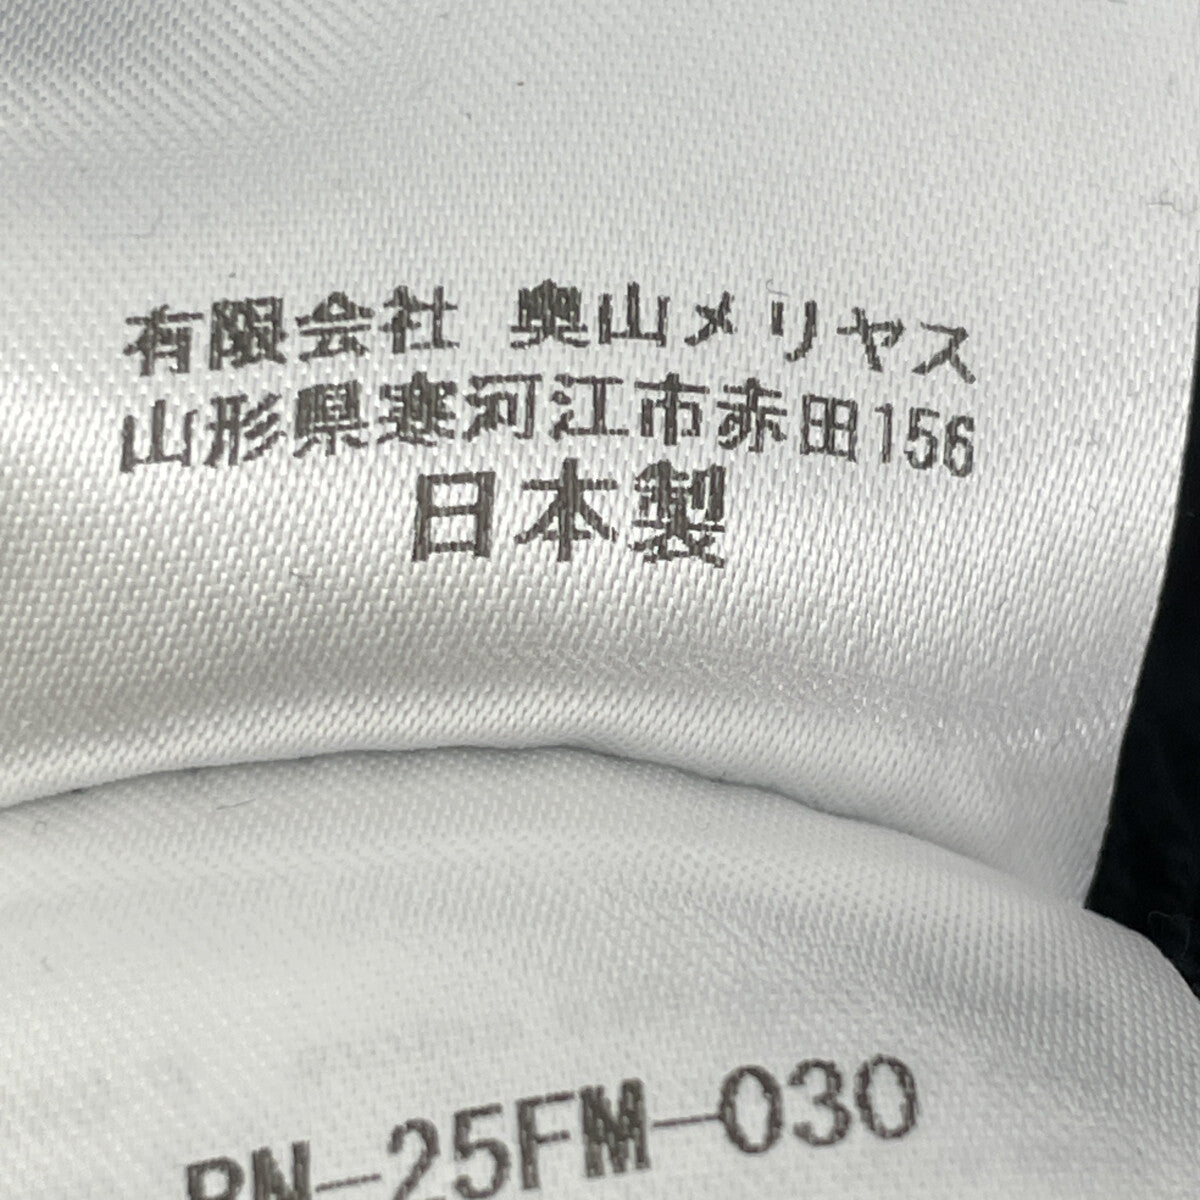 有限会社 奥山メリヤス
山形県寒河江市赤田156
日本製
BN-25FM-030